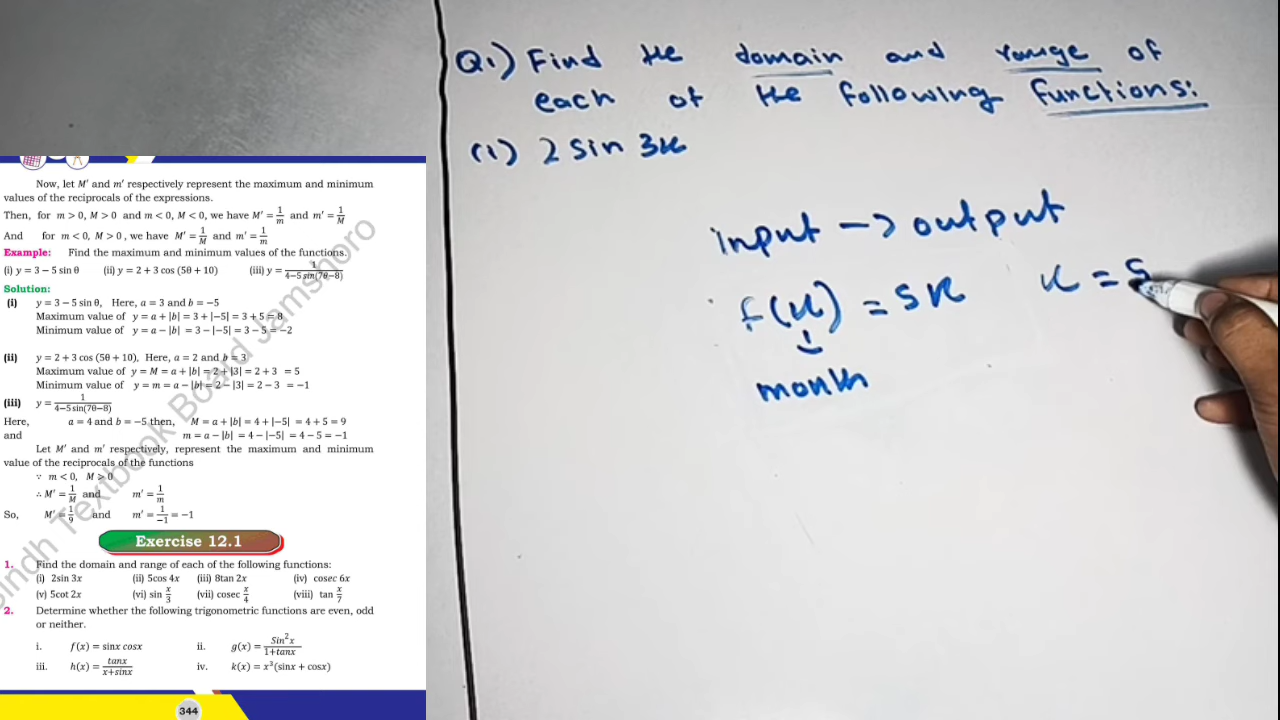 Now, let M′ and m′ respectively represent the maximum and minimum
values of the reciprocals of the expressions.
Then, for m > 0, M > 0 and m < 0, M < 0, we have M′ = 1/m and m′ = 1/M
And for m < 0, M > 0, we have M′ = 1/M and m′ = 1/m
Example: Find the maximum and minimum values of the functions.
(i) y = 3 − 5 sin θ (ii) y = 2 + 3 cos (5θ + 10) (iii) y = 1/(4−5 sin(7θ−8))
Solution:
(i) y = 3 − 5 sin θ, Here, a = 3 and b = −5
Maximum value of y = a + |b| = 3 + |−5| = 3 + 5 = 8
Minimum value of y = a − |b| = 3 − |−5| = 3 − 5 = −2
(ii) y = 2 + 3 cos (5θ + 10), Here, a = 2 and b = 3
Maximum value of y = M = a + |b| = 2 + |3| = 2 + 3 = 5
Minimum value of y = m = a − |b| = 2 − |3| = 2 − 3 = −1
(iii) y = 1/(4−5 sin(7θ−8))
Here, a = 4 and b = −5 then, M = a + |b| = 4 + |−5| = 4 + 5 = 9
and m = a − |b| = 4 − |−5| = 4 − 5 = −1
Let M′ and m′ respectively, represent the maximum and minimum
value of the reciprocals of the functions
∵ m < 0, M > 0
∴ M′ = 1/M and m′ = 1/m
So, M′ = 1/9 and m′ = 1/−1 = −1
Exercise 12.1
1. Find the domain and range of each of the following functions:
(i) 2sin 3x (ii) 5cos 4x (iii) 8tan 2x (iv) cosec 6x
(v) 5cot 2x (vi) sin x/3 (vii) cosec x/4 (viii) tan x/7
2. Determine whether the following trigonometric functions are even, odd
or neither.
i. f(x) = sinx cosx ii. g(x) = Sin²x/(1+tanx)
iii. h(x) = tanx/(x+sinx) iv. k(x) = x³(sinx + cosx)
344
Sindh Textbook Board Jamshoro
Q1.) Find the domain and range of
each of the following functions:
(i) 2 sin 3x
input -> output
f(x) = 5x x = 5
month